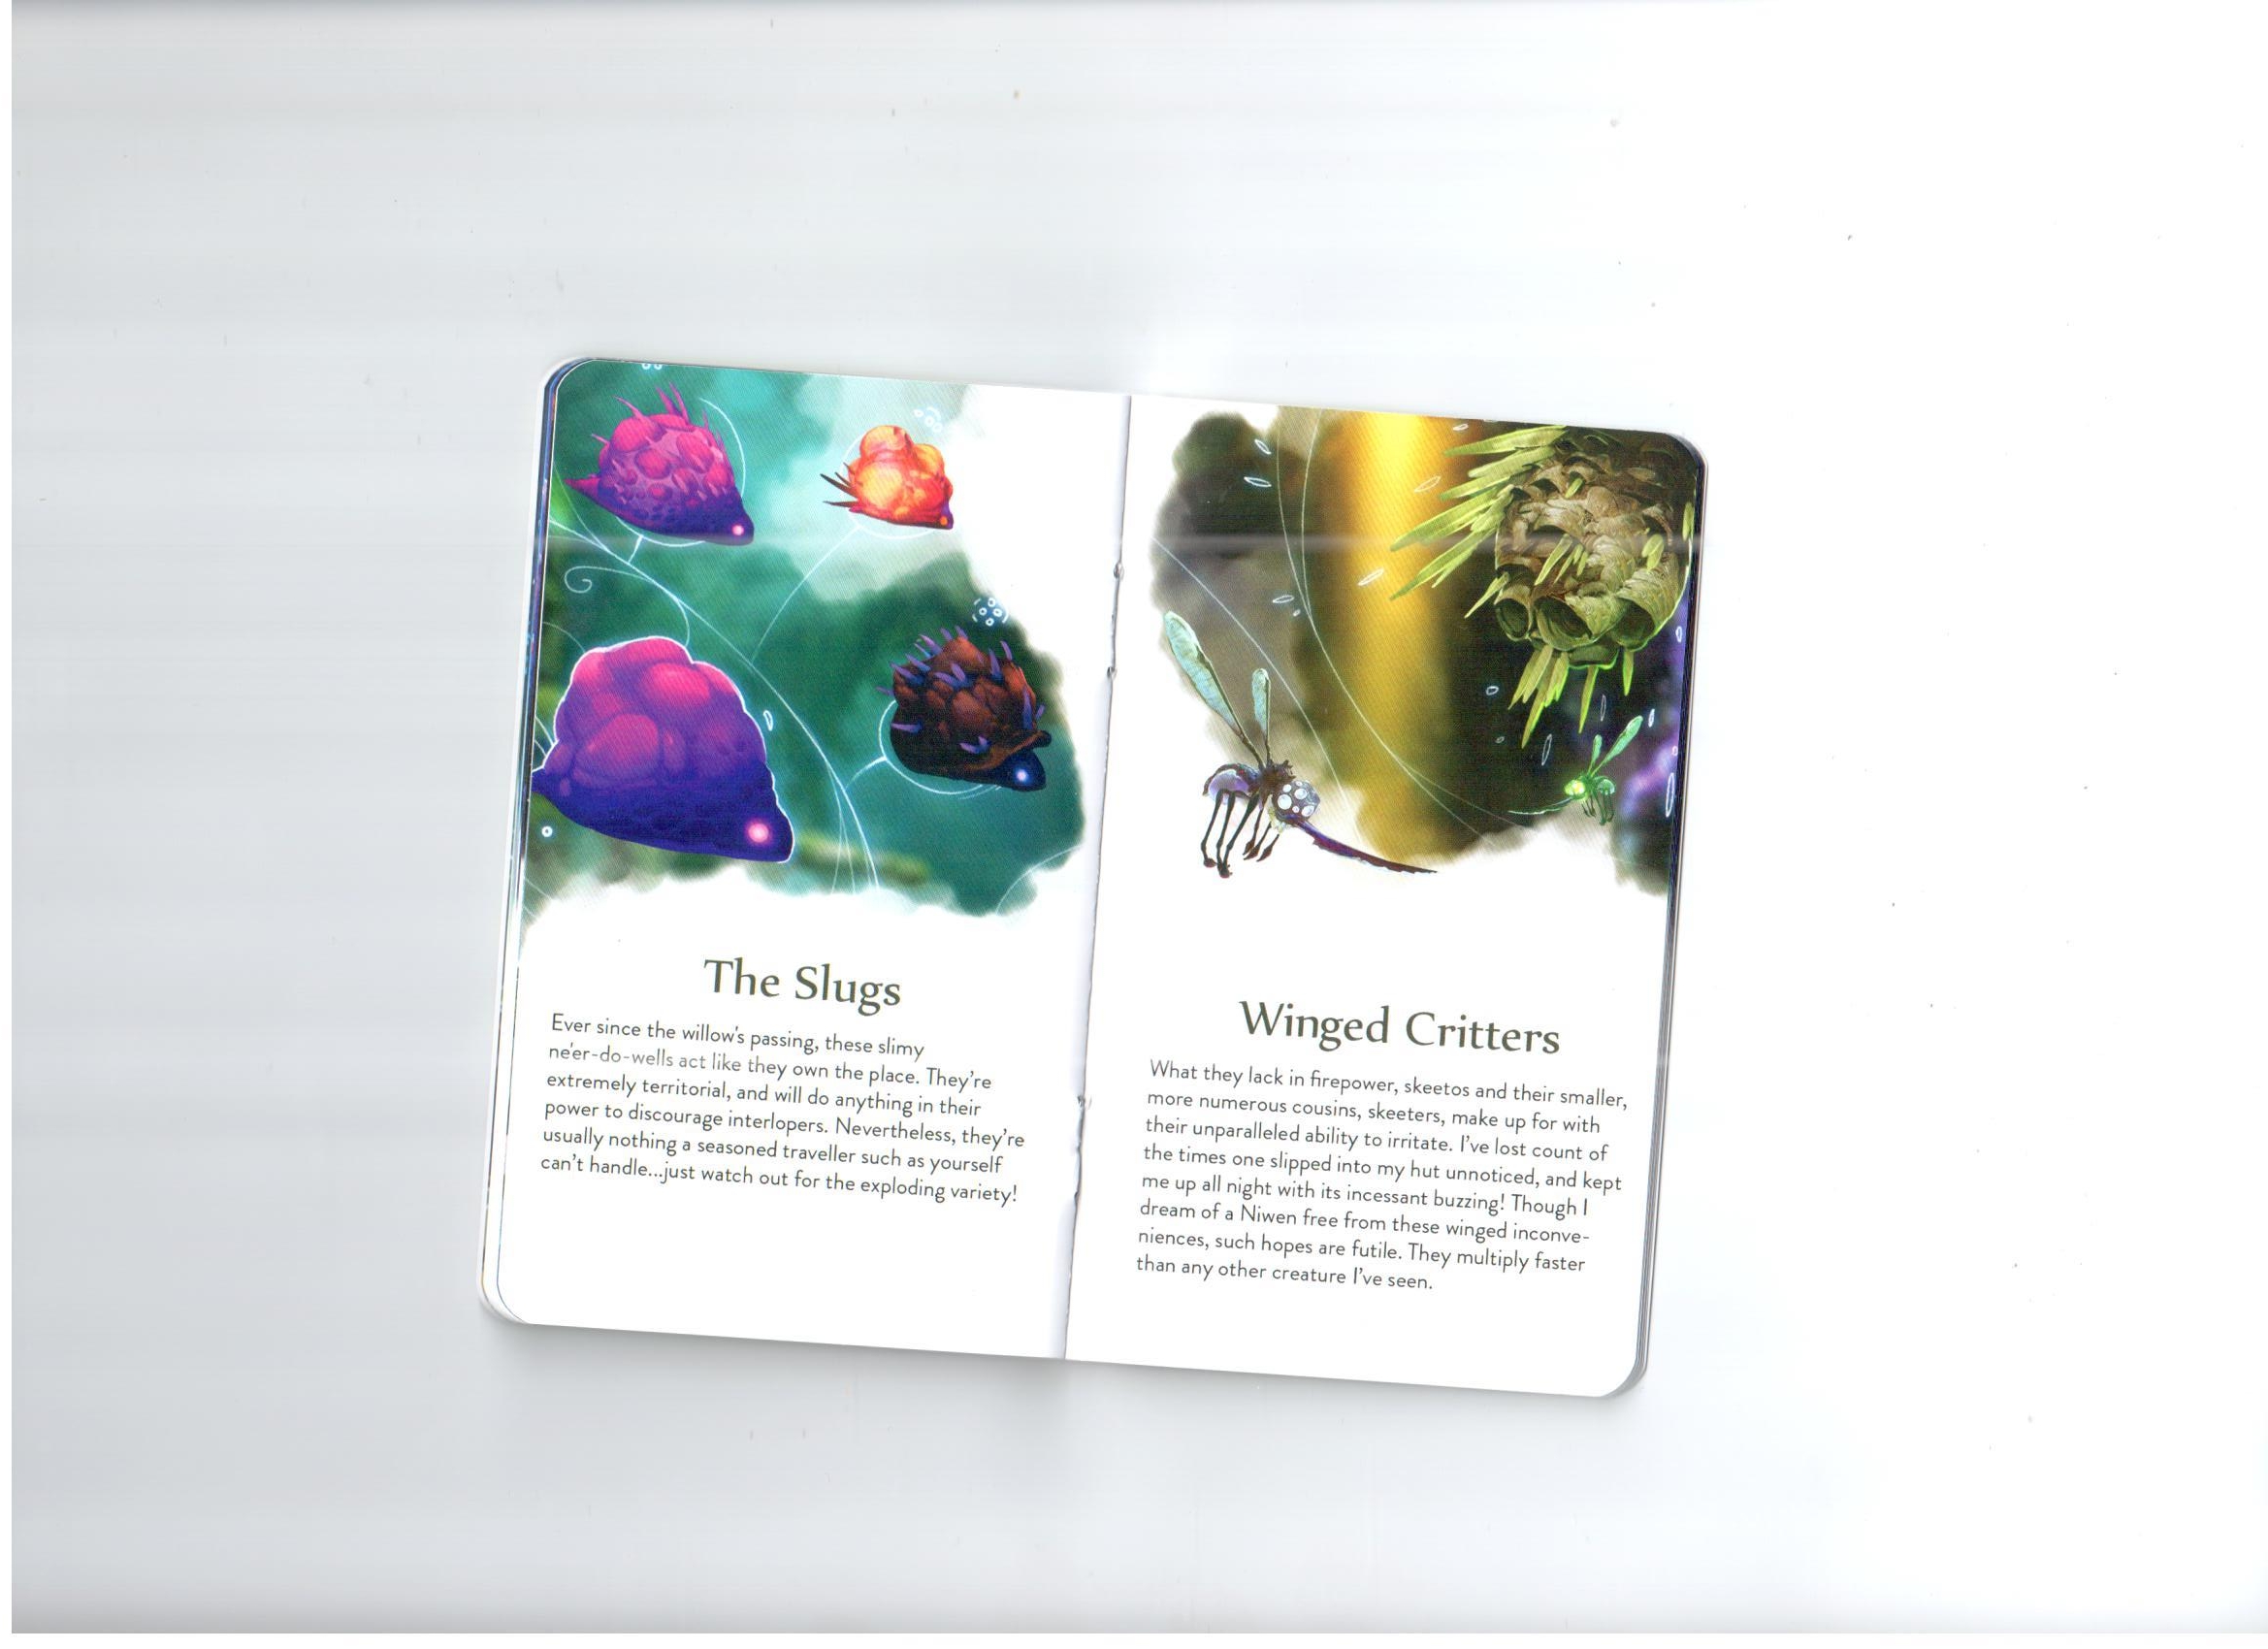 The Slugs
Ever since the willow's passing, these slimy
ne'er-do-wells act like they own the place. They're
extremely territorial, and will do anything in their
power to discourage interlopers. Nevertheless, they're
usually nothing a seasoned traveller such as yourself
can't handle...just watch out for the exploding variety!
Winged Critters
What they lack in firepower, skeetos and their smaller,
more numerous cousins, skeeters, make up for with
their unparalleled ability to irritate. I've lost count of
the times one slipped into my hut unnoticed, and kept
me up all night with its incessant buzzing! Though I
dream of a Niwen free from these winged inconve-
niences, such hopes are futile. They multiply faster
than any other creature I've seen.